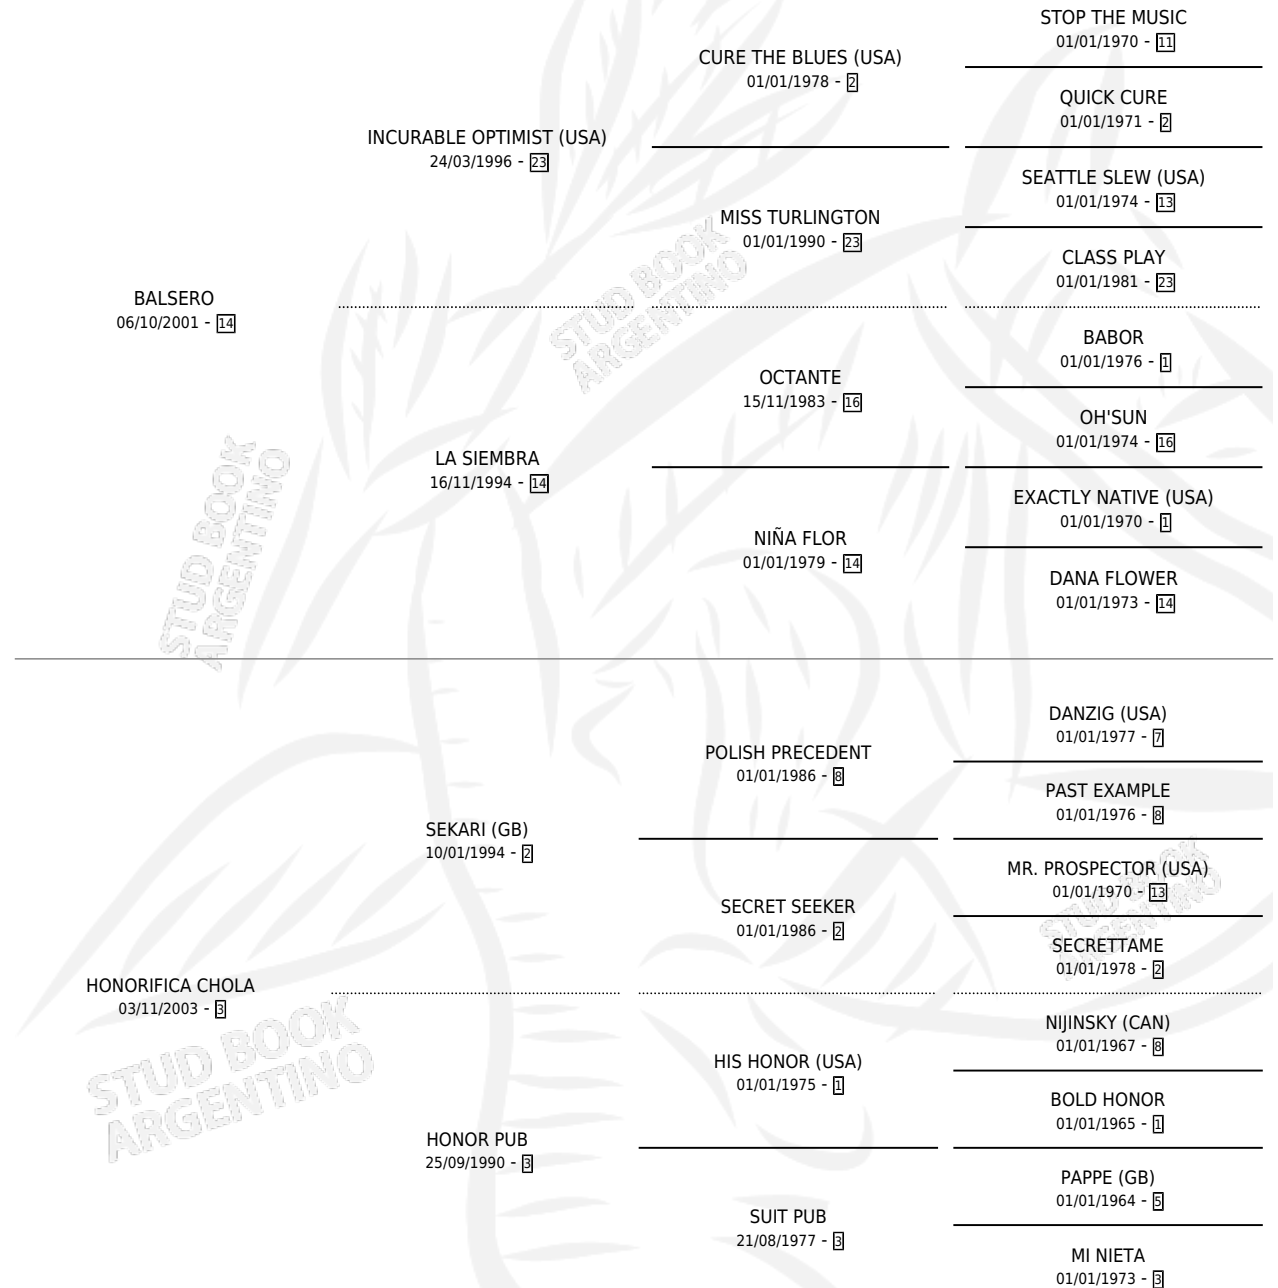 STOP THE MUSIC
01/01/1970 - 11
CURE THE BLUES (USA)
01/01/1978 - 2
QUICK CURE
01/01/1971 - 2
INCURABLE OPTIMIST (USA)
24/03/1996 - 23
SEATTLE SLEW (USA)
01/01/1974 - 13
MISS TURLINGTON
01/01/1990 - 23
CLASS PLAY
01/01/1981 - 23
BALSERO
06/10/2001 - 14
BABOR
01/01/1976 - 1
OCTANTE
15/11/1983 - 16
OH'SUN
01/01/1974 - 16
LA SIEMBRA
16/11/1994 - 14
EXACTLY NATIVE (USA)
01/01/1970 - 1
NIÑA FLOR
01/01/1979 - 14
DANA FLOWER
01/01/1973 - 14
DANZIG (USA)
01/01/1977 - 7
POLISH PRECEDENT
01/01/1986 - 8
PAST EXAMPLE
01/01/1976 - 8
SEKARI (GB)
10/01/1994 - 2
MR. PROSPECTOR (USA)
01/01/1970 - 13
SECRET SEEKER
01/01/1986 - 2
SECRETTAME
01/01/1978 - 2
HONORIFICA CHOLA
03/11/2003 - 3
NIJINSKY (CAN)
01/01/1967 - 8
HIS HONOR (USA)
01/01/1975 - 1
BOLD HONOR
01/01/1965 - 1
HONOR PUB
25/09/1990 - 3
PAPPE (GB)
01/01/1964 - 5
SUIT PUB
21/08/1977 - 3
MI NIETA
01/01/1973 - 3
STUD BOOK
ARGENTINO
STUD BOOK
ARGENTINO
STUD BOOK
ARGENTINO
STUD BOOK
ARGENTINO